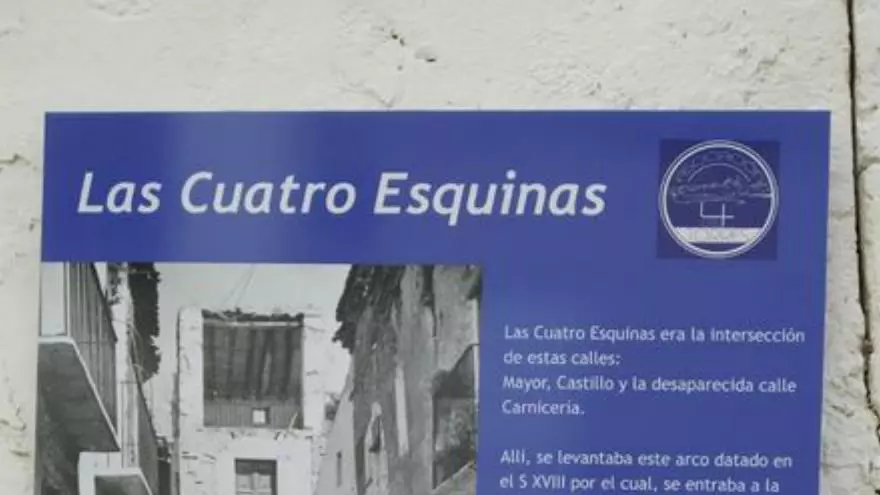 Las Cuatro Esquinas
4
Las Cuatro Esquinas era la intersección
de estas calles:
Mayor, Castillo y la desaparecida calle
Carnicería.
Allí, se levantaba este arco datado en
el S XVIII por el cual, se entraba a la